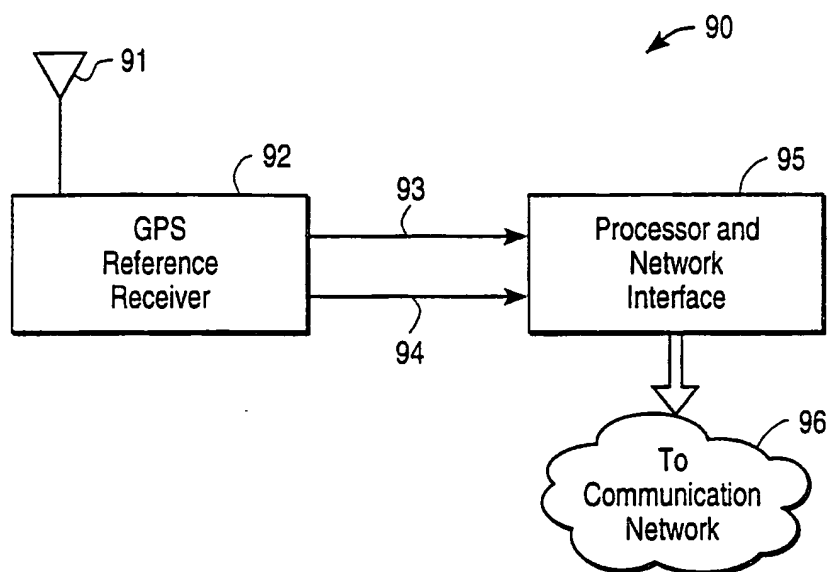 90
91
92
GPS
Reference
Receiver
93
94
95
Processor and
Network
Interface
96
To
Communication
Network